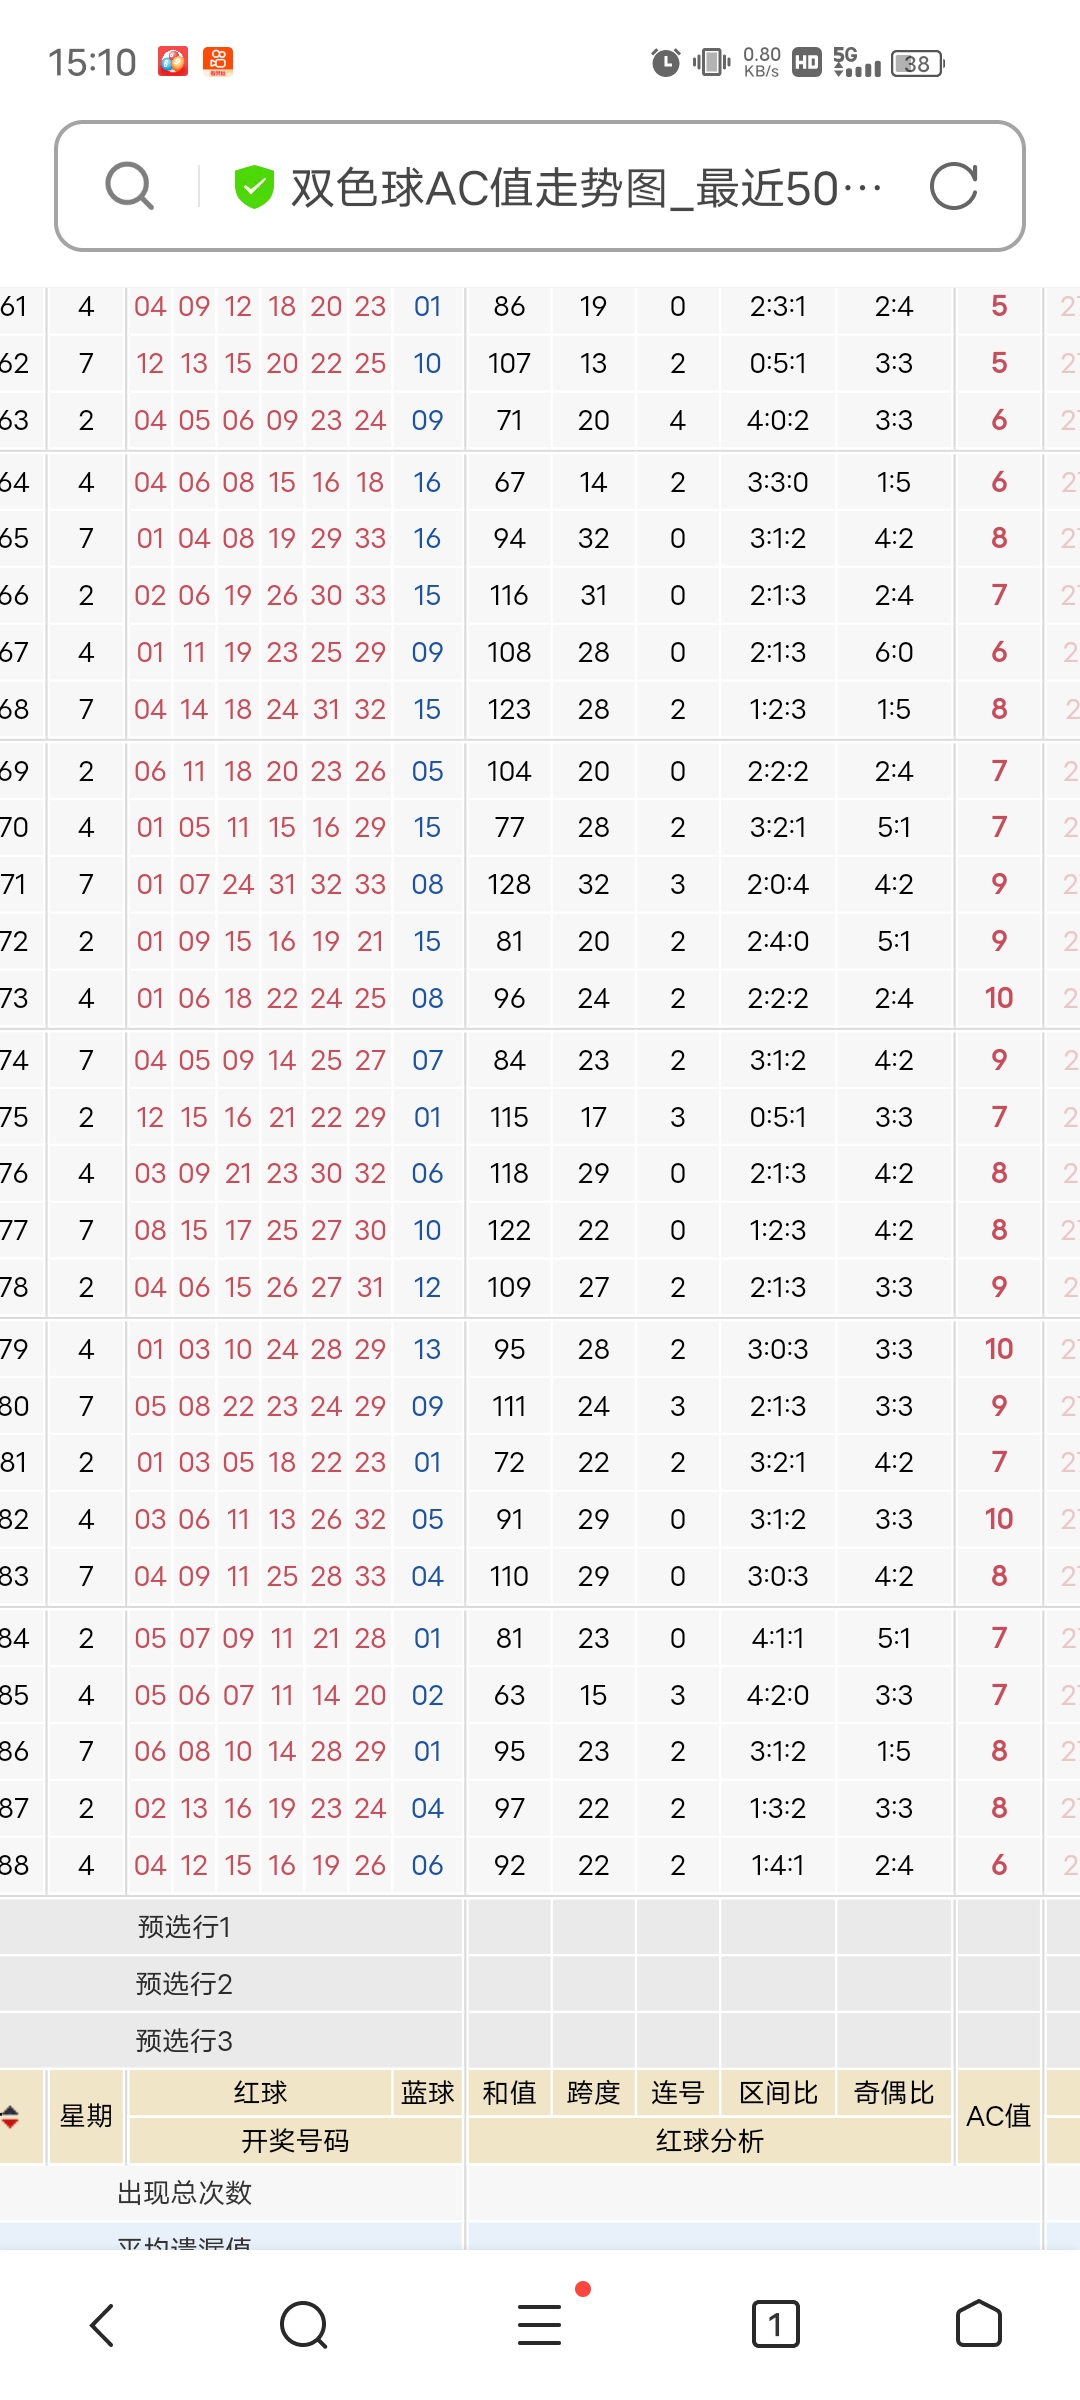 15:10 0.80 KB/s HD 5G 38
双色球AC值走势图_最近50…
61 4 04 09 12 18 20 23 01 86 19 0 2:3:1 2:4 5
62 7 12 13 15 20 22 25 10 107 13 2 0:5:1 3:3 5
63 2 04 05 06 09 23 24 09 71 20 4 4:0:2 3:3 6
64 4 04 06 08 15 16 18 16 67 14 2 3:3:0 1:5 6
65 7 01 04 08 19 29 33 16 94 32 0 3:1:2 4:2 8
66 2 02 06 19 26 30 33 15 116 31 0 2:1:3 2:4 7
67 4 01 11 19 23 25 29 09 108 28 0 2:1:3 6:0 6
68 7 04 14 18 24 31 32 15 123 28 2 1:2:3 1:5 8
69 2 06 11 18 20 23 26 05 104 20 0 2:2:2 2:4 7
70 4 01 05 11 15 16 29 15 77 28 2 3:2:1 5:1 7
71 7 01 07 24 31 32 33 08 128 32 3 2:0:4 4:2 9
72 2 01 09 15 16 19 21 15 81 20 2 2:4:0 5:1 9
73 4 01 06 18 22 24 25 08 96 24 2 2:2:2 2:4 10
74 7 04 05 09 14 25 27 07 84 23 2 3:1:2 4:2 9
75 2 12 15 16 21 22 29 01 115 17 3 0:5:1 3:3 7
76 4 03 09 21 23 30 32 06 118 29 0 2:1:3 4:2 8
77 7 08 15 17 25 27 30 10 122 22 0 1:2:3 4:2 8
78 2 04 06 15 26 27 31 12 109 27 2 2:1:3 3:3 9
79 4 01 03 10 24 28 29 13 95 28 2 3:0:3 3:3 10
80 7 05 08 22 23 24 29 09 111 24 3 2:1:3 3:3 9
81 2 01 03 05 18 22 23 01 72 22 2 3:2:1 4:2 7
82 4 03 06 11 13 26 32 05 91 29 0 3:1:2 3:3 10
83 7 04 09 11 25 28 33 04 110 29 0 3:0:3 4:2 8
84 2 05 07 09 11 21 28 01 81 23 0 4:1:1 5:1 7
85 4 05 06 07 11 14 20 02 63 15 3 4:2:0 3:3 7
86 7 06 08 10 14 28 29 01 95 23 2 3:1:2 1:5 8
87 2 02 13 16 19 23 24 04 97 22 2 1:3:2 3:3 8
88 4 04 12 15 16 19 26 06 92 22 2 1:4:1 2:4 6
预选行1
预选行2
预选行3
星期 红球 蓝球 和值 跨度 连号 区间比 奇偶比 AC值
开奖号码 红球分析
出现总次数
平均遗漏值
1